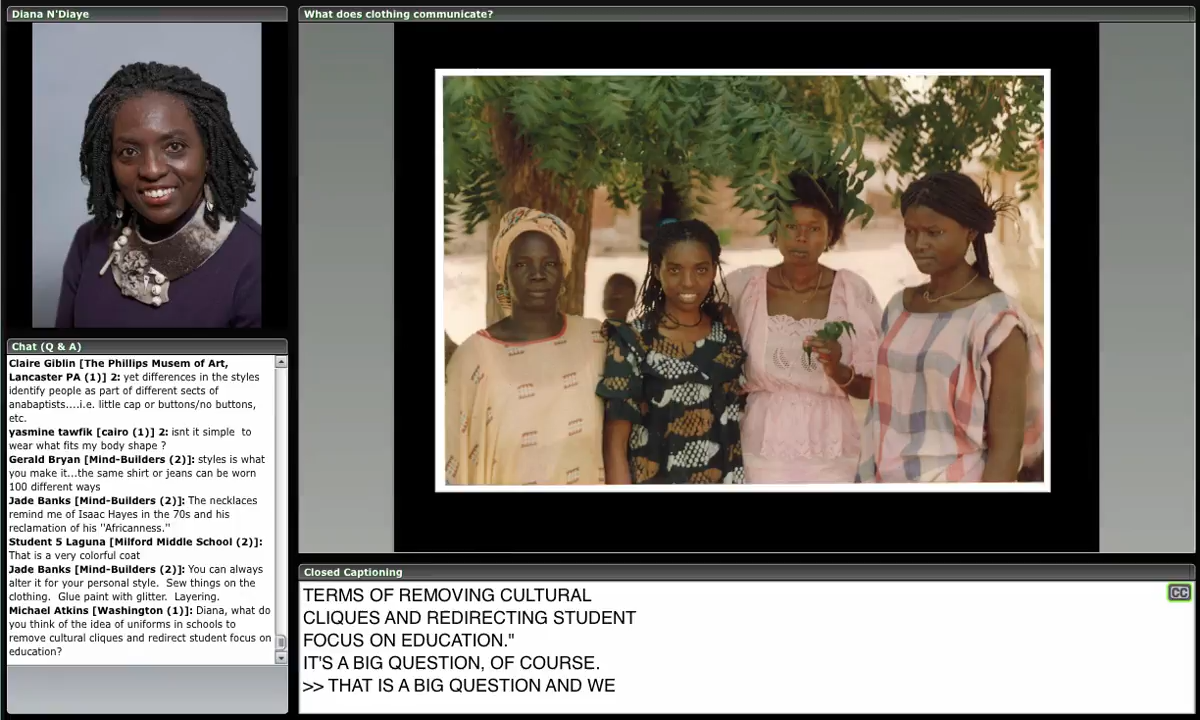 Diana N'Diaye
What does clothing communicate?
Chat (Q & A)
Claire Giblin [The Phillips Musem of Art,
Lancaster PA (1)] 2: yet differences in the styles
identify people as part of different sects of
anabaptists....i.e. little cap or buttons/no buttons,
etc.
yasmine tawfik [cairo (1)] 2: isnt it simple to
wear what fits my body shape ?
Gerald Bryan [Mind-Builders (2)]: styles is what
you make it...the same shirt or jeans can be worn
100 different ways
Jade Banks [Mind-Builders (2)]: The necklaces
remind me of Isaac Hayes in the 70s and his
reclamation of his "Africanness."
Student 5 Laguna [Milford Middle School (2)]:
That is a very colorful coat
Jade Banks [Mind-Builders (2)]: You can always
alter it for your personal style. Sew things on the
clothing. Glue paint with glitter. Layering.
Michael Atkins [Washington (1)]: Diana, what do
you think of the idea of uniforms in schools to
remove cultural cliques and redirect student focus on
education?
Closed Captioning
TERMS OF REMOVING CULTURAL
CLIQUES AND REDIRECTING STUDENT
FOCUS ON EDUCATION."
IT'S A BIG QUESTION, OF COURSE.
>> THAT IS A BIG QUESTION AND WE
CC